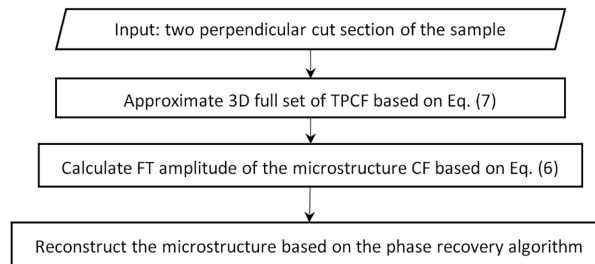 Input: two perpendicular cut section of the sample
Approximate 3D full set of TPCF based on Eq. (7)
Calculate FT amplitude of the microstructure CF based on Eq. (6)
Reconstruct the microstructure based on the phase recovery algorithm